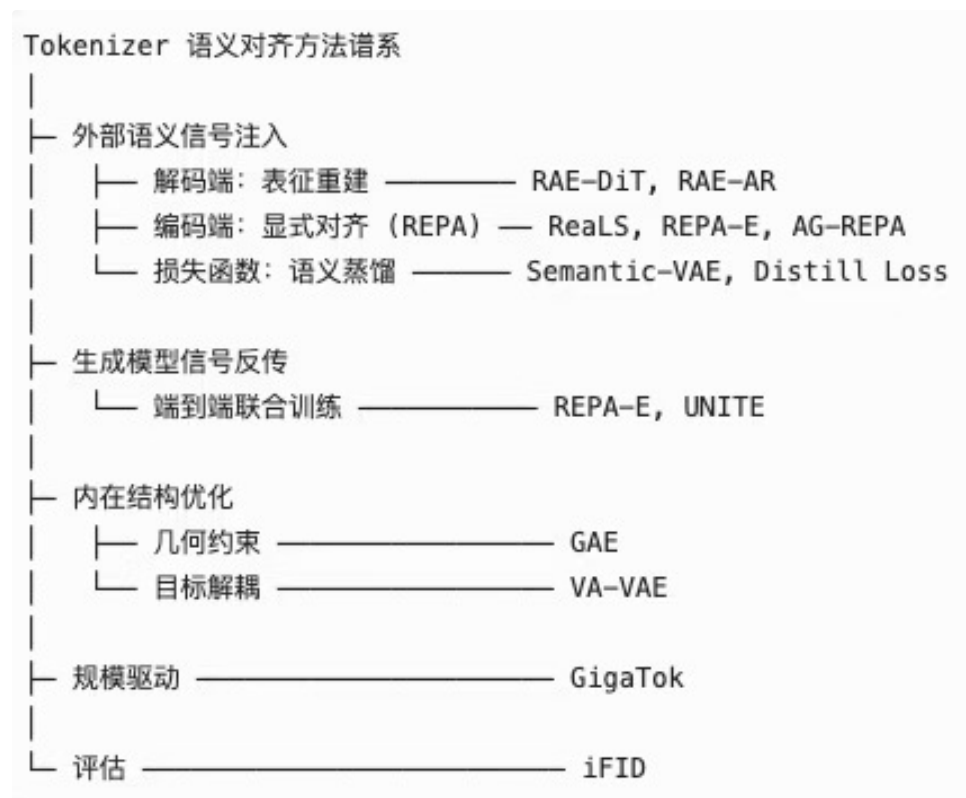 Tokenizer 语义对齐方法谱系
│
├─ 外部语义信号注入
│   ├── 解码端: 表征重建 ──────── RAE-DiT, RAE-AR
│   ├── 编码端: 显式对齐 (REPA) ── ReaLS, REPA-E, AG-REPA
│   └── 损失函数: 语义蒸馏 ────── Semantic-VAE, Distill Loss
│
├─ 生成模型信号反传
│   └── 端到端联合训练 ─────────── REPA-E, UNITE
│
├─ 内在结构优化
│   ├── 几何约束 ───────────────── GAE
│   └── 目标解耦 ───────────────── VA-VAE
│
├─ 规模驱动 ────────────────────── GigaTok
│
└─ 评估 ────────────────────────── iFID